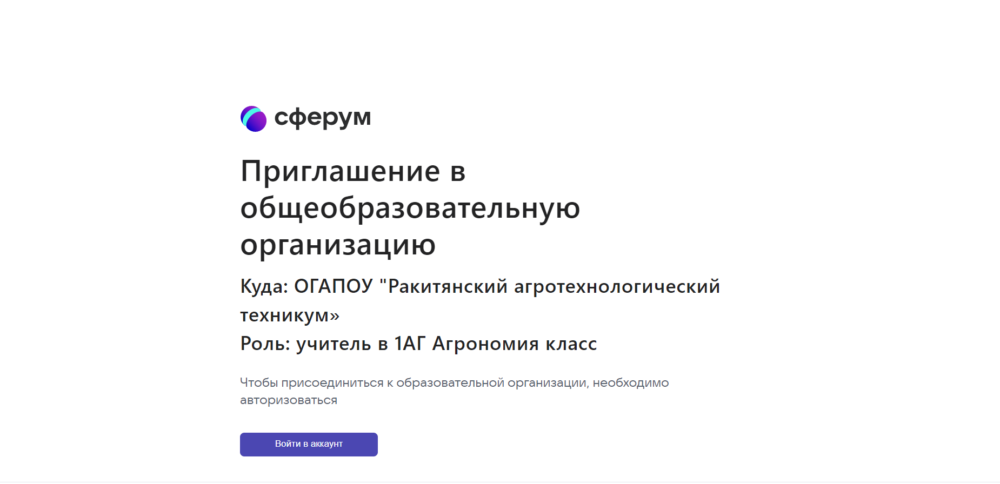 сферум
Приглашение в
общеобразовательную
организацию
Куда: ОГАПОУ "Ракитянский агротехнологический
техникум»
Роль: учитель в 1АГ Агрономия класс
Чтобы присоединиться к образовательной организации, необходимо
авторизоваться
Войти в аккаунт